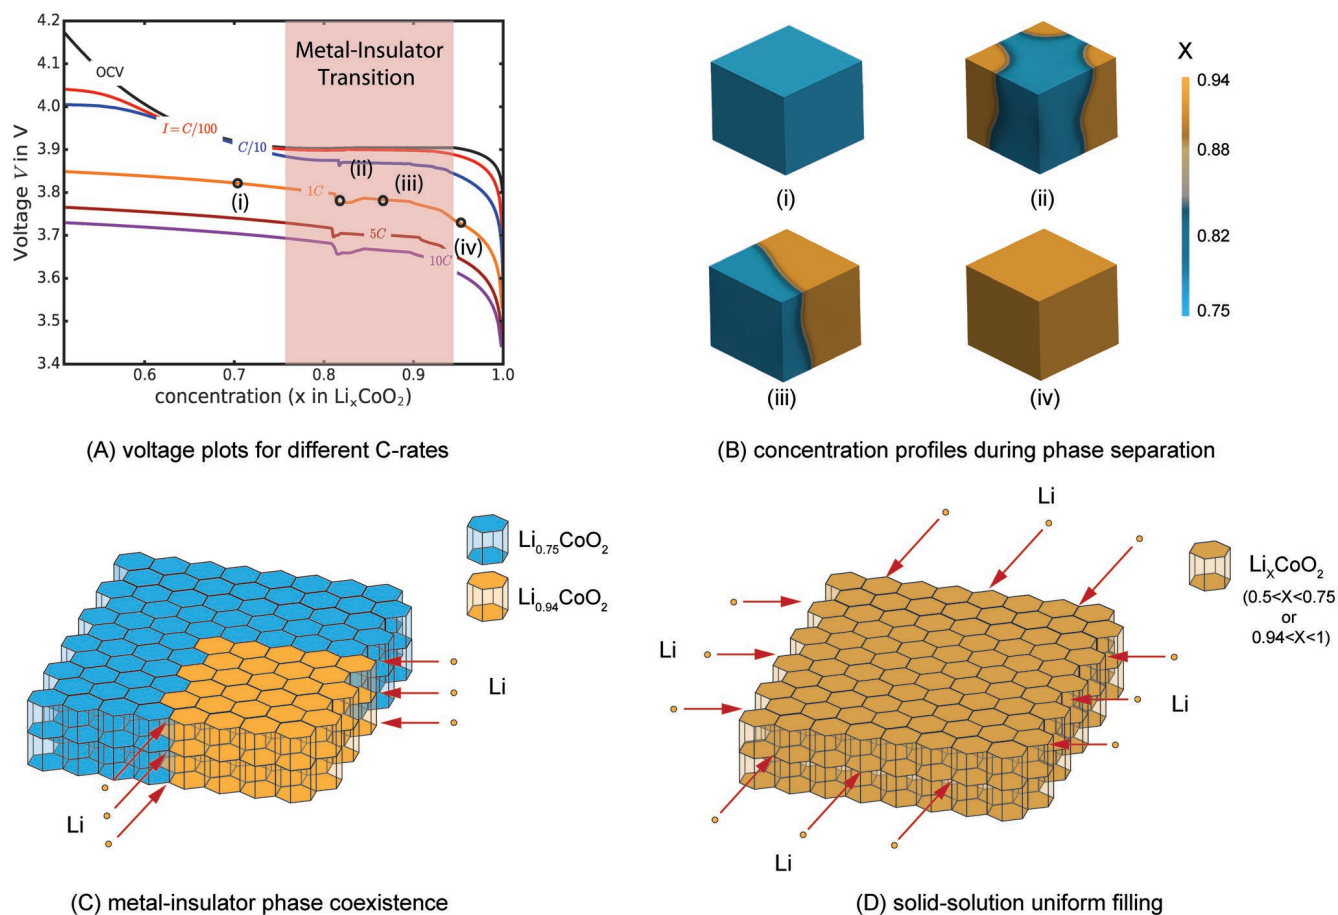 4.2
4.1
4.0
3.9
3.8
3.7
3.6
3.5
3.4
Voltage V in V
Metal-Insulator
Transition
OCV
I=C/100
C/10
1C
5C
10C
(i)
(ii)
(iii)
(iv)
0.6
0.7
0.8
0.9
1.0
concentration (x in LiₓCoO₂)
(A) voltage plots for different C-rates
(i)
(ii)
(iii)
(iv)
X
0.94
0.88
0.82
0.75
(B) concentration profiles during phase separation
Li₀.₇₅CoO₂
Li₀.₉₄CoO₂
Li
Li
(C) metal-insulator phase coexistence
Li
Li
Li
Li
LiₓCoO₂
(0.5<X<0.75
or
0.94<X<1)
(D) solid-solution uniform filling